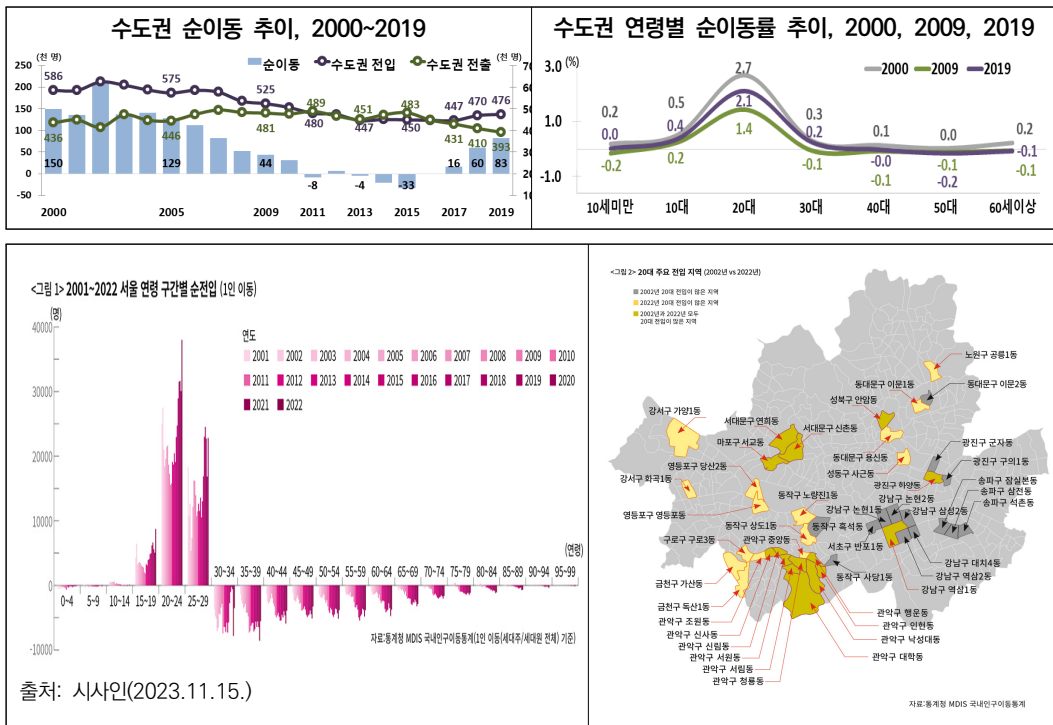 수도권 순이동 추이, 2000~2019
(천 명)
(천 명)
순이동 수도권 전입 수도권 전출
250
200
150
100
50
0
-50
586
575
525
489
480
451
447
483
450
447
470
476
436
446
481
431
410
393
150
129
44
-8
-4
-33
16
60
83
2000 2005 2009 2011 2013 2015 2017 2019
수도권 연령별 순이동률 추이, 2000, 2009, 2019
(%)
2000 2009 2019
3.0
1.0
-1.0
0.2 0.5 2.7 0.3 0.1 0.0 0.2
0.0 0.4 2.1 0.2 -0.0 -0.2 -0.1
-0.2 0.2 1.4 -0.1 -0.1 -0.1 -0.1
10세미만 10대 20대 30대 40대 50대 60세이상
<그림 1> 2001~2022 서울 연령 구간별 순전입 (1인 이동)
(명)
40000
30000
20000
10000
0
-10000
연도
2001 2002 2003 2004 2005 2006 2007 2008 2009 2010
2011 2012 2013 2014 2015 2016 2017 2018 2019 2020
2021 2022
(연령)
30~34 35~39 40~44 45~49 50~54 55~59 60~64 65~69 70~74 75~79 80~84 85~89 90~94 95~99
0~4 5~9 10~14 15~19 20~24 25~29
자료:통계청 MDIS 국내인구이동통계(1인 이동(세대주/세대원 전체) 기준)
출처: 시사인(2023.11.15.)
<그림 2> 20대 주요 전입 지역 (2002년 vs 2022년)
2002년 20대 전입이 많은 지역
2022년 20대 전입이 많은 지역
2002년과 2022년 모두
20대 전입이 많은 지역
노원구 공릉1동
동대문구 이문1동
동대문구 이문2동
성북구 안암동
강서구 가양1동
서대문구 연희동
서대문구 신촌동
마포구 서교동
동대문구 용신동
광진구 군자동
영등포구 당산2동
성동구 사근동
광진구 구의1동
강서구 화곡1동
광진구 화양동
송파구 잠실본동
동작구 노량진1동
강남구 논현2동
송파구 삼전동
영등포구 영등포동
강남구 논현1동
강남구 삼성2동
송파구 석촌동
동작구 상도1동
동작구 흑석동
구로구 구로3동
관악구 중앙동
서초구 반포1동
강남구 대치4동
금천구 가산동
동작구 사당1동
강남구 역삼2동
강남구 역삼1동
금천구 독산1동
관악구 행운동
관악구 조원동
관악구 인헌동
관악구 신사동
관악구 낙성대동
관악구 신림동
관악구 서원동
관악구 대학동
관악구 서림동
관악구 청룡동
자료:통계청 MDIS 국내인구이동통계